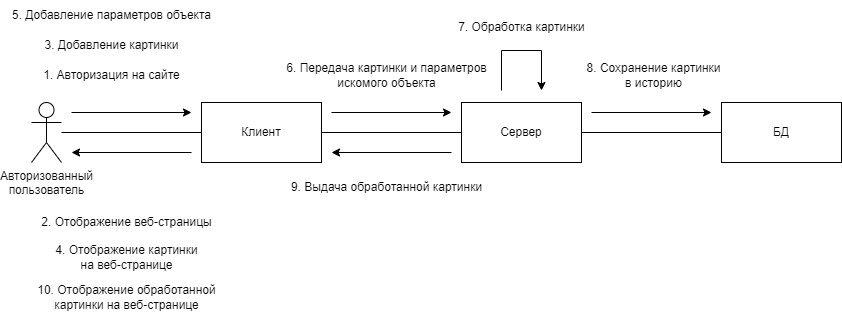 5. Добавление параметров объекта
3. Добавление картинки
1. Авторизация на сайте
7. Обработка картинки
6. Передача картинки и параметров
искомого объекта
8. Сохранение картинки
в историю
Клиент
Сервер
БД
Авторизованный
пользователь
9. Выдача обработанной картинки
2. Отображение веб-страницы
4. Отображение картинки
на веб-странице
10. Отображение обработанной
картинки на веб-странице